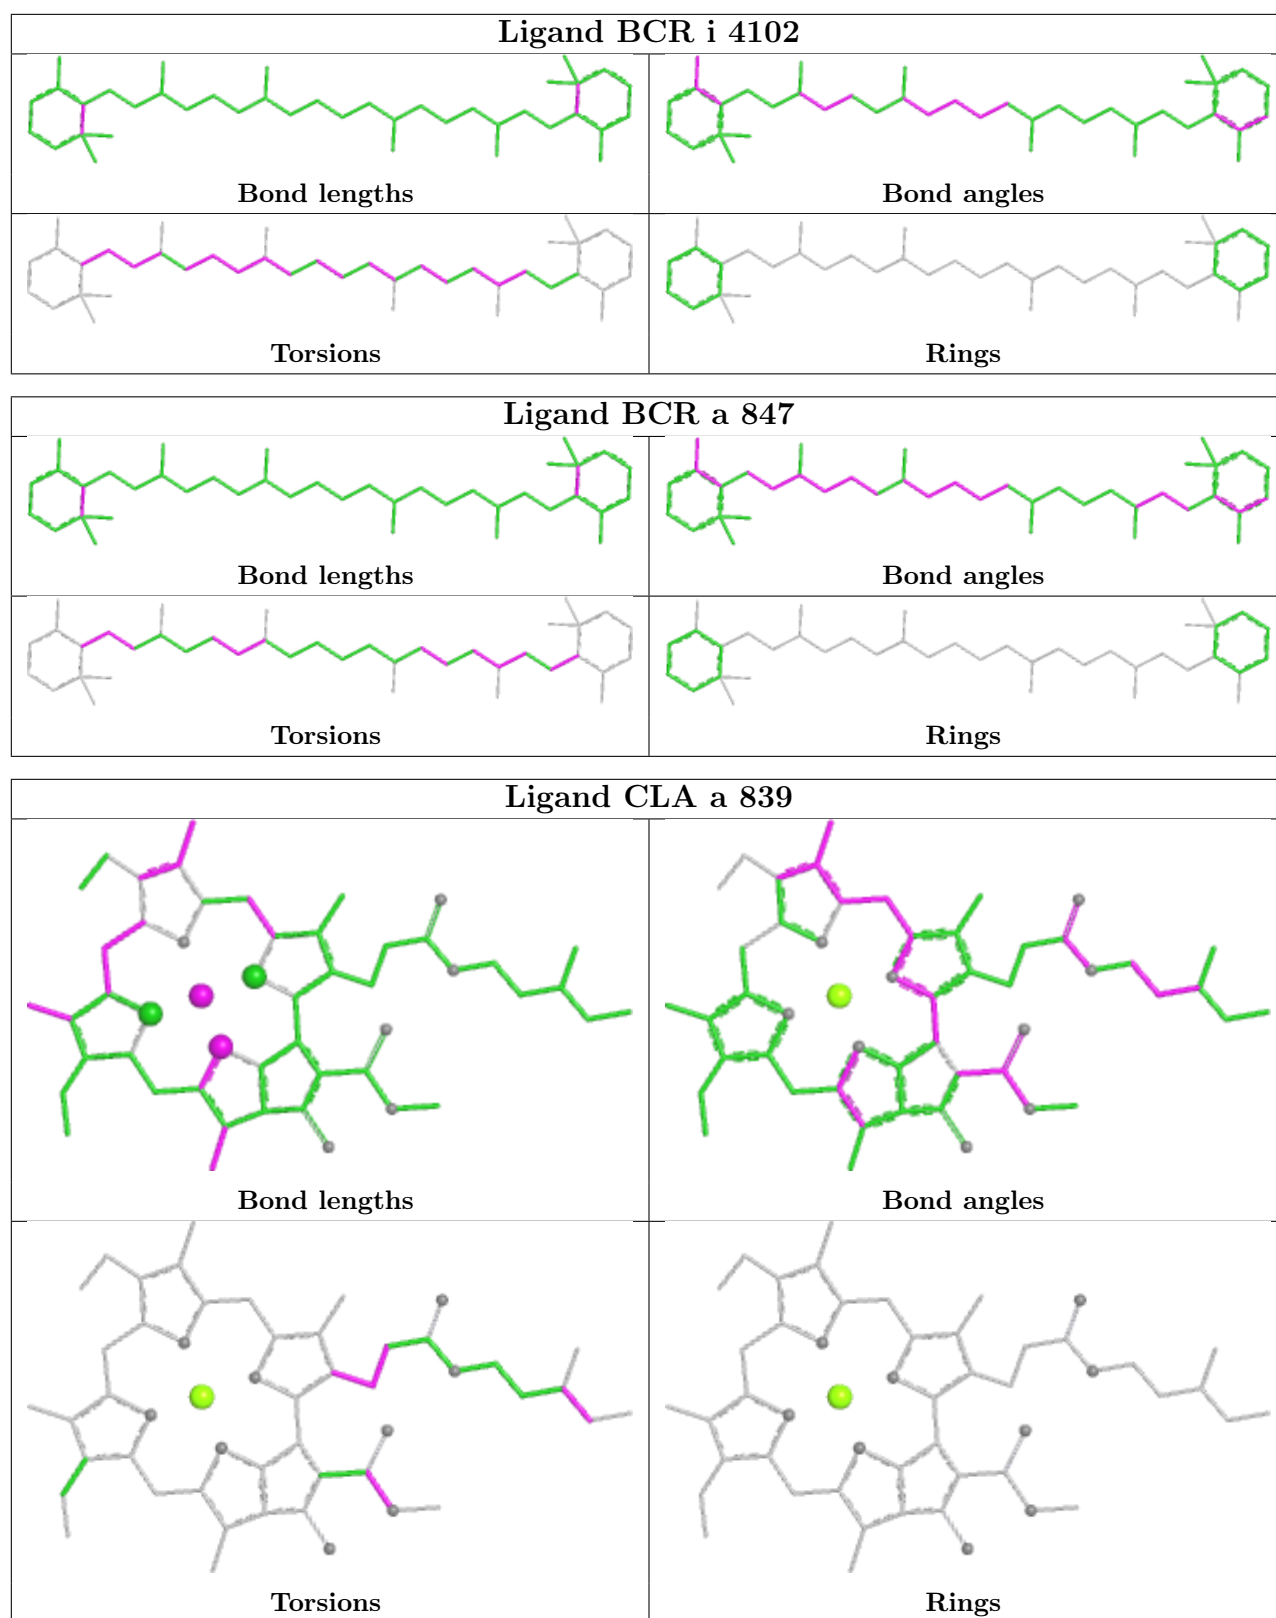 Ligand BCR i 4102
Bond lengths
Bond angles
Torsions
Rings
Ligand BCR a 847
Bond lengths
Bond angles
Torsions
Rings
Ligand CLA a 839
Bond lengths
Bond angles
Torsions
Rings